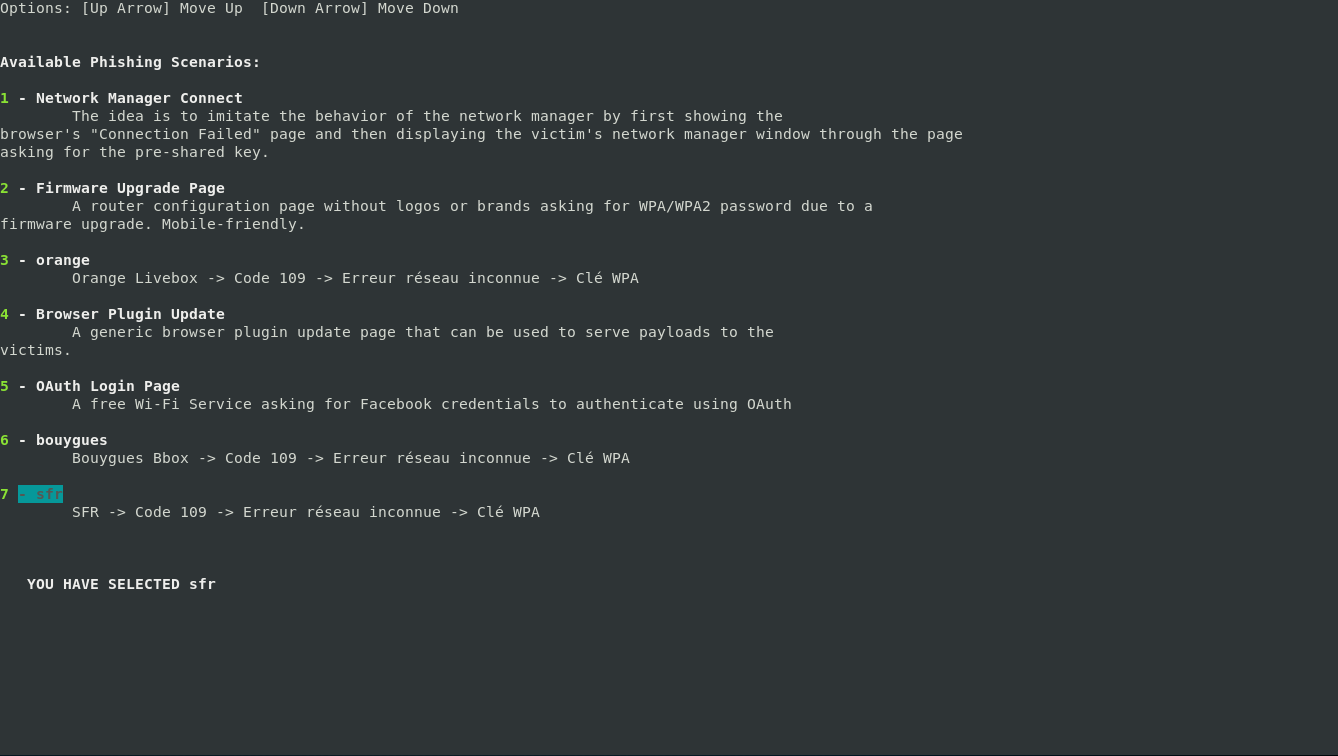 Options: [Up Arrow] Move Up  [Down Arrow] Move Down
Available Phishing Scenarios:
1 - Network Manager Connect
The idea is to imitate the behavior of the network manager by first showing the
browser's "Connection Failed" page and then displaying the victim's network manager window through the page
asking for the pre-shared key.
2 - Firmware Upgrade Page
A router configuration page without logos or brands asking for WPA/WPA2 password due to a
firmware upgrade. Mobile-friendly.
3 - orange
Orange Livebox -> Code 109 -> Erreur réseau inconnue -> Clé WPA
4 - Browser Plugin Update
A generic browser plugin update page that can be used to serve payloads to the
victims.
5 - OAuth Login Page
A free Wi-Fi Service asking for Facebook credentials to authenticate using OAuth
6 - bouygues
Bouygues Bbox -> Code 109 -> Erreur réseau inconnue -> Clé WPA
7 - sfr
SFR -> Code 109 -> Erreur réseau inconnue -> Clé WPA
YOU HAVE SELECTED sfr